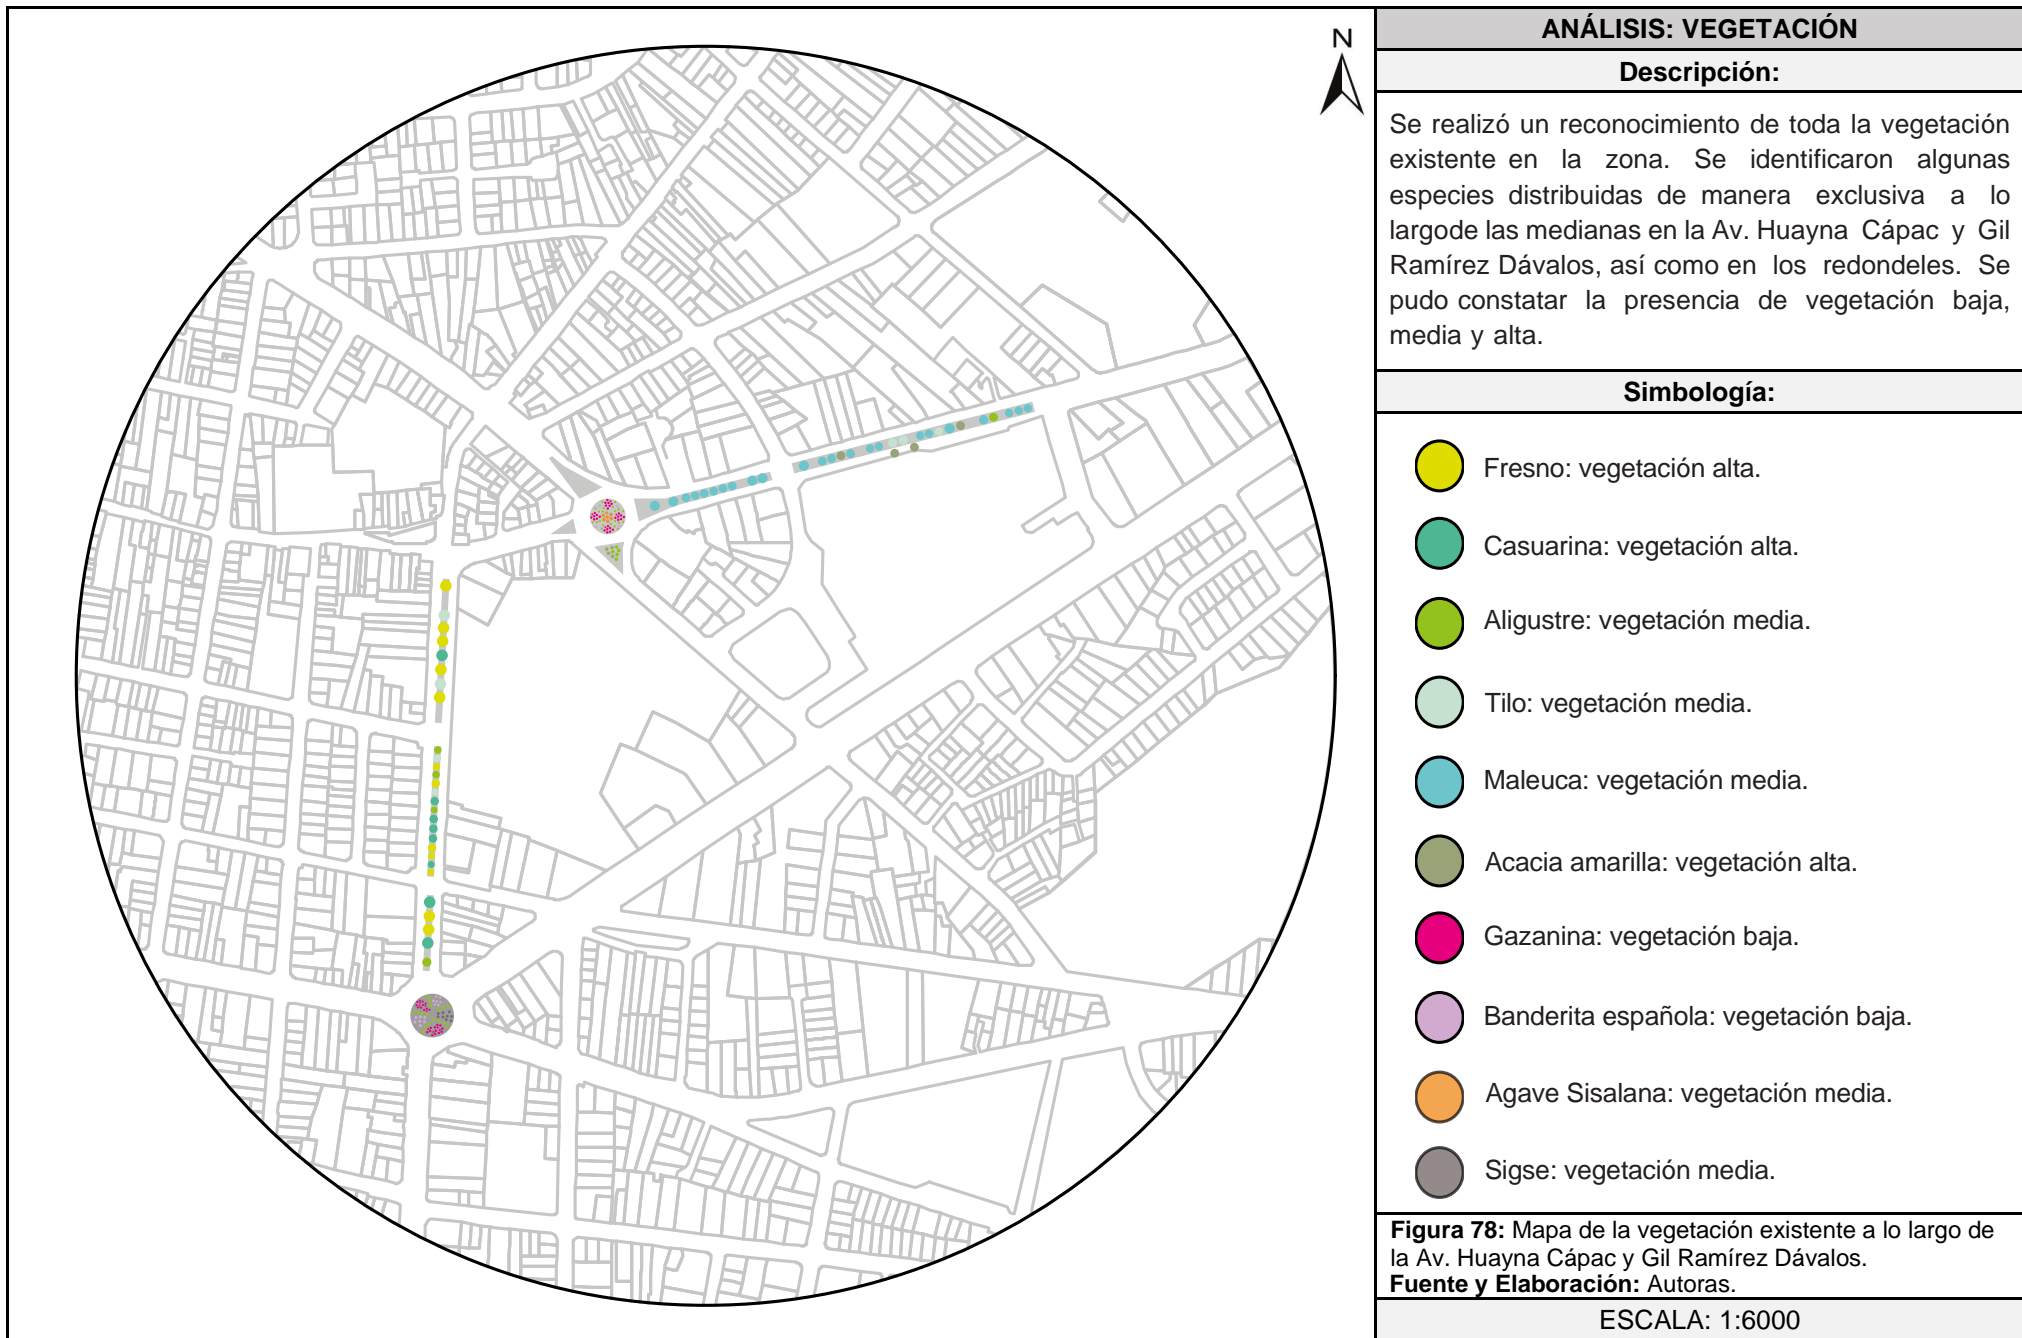 N
ANÁLISIS: VEGETACIÓN
Descripción:
Se realizó un reconocimiento de toda la vegetación
existente en la zona. Se identificaron algunas
especies distribuidas de manera exclusiva a lo
largode las medianas en la Av. Huayna Cápac y Gil
Ramírez Dávalos, así como en los redondeles. Se
pudo constatar la presencia de vegetación baja,
media y alta.
Simbología:
Fresno: vegetación alta.
Casuarina: vegetación alta.
Aligustre: vegetación media.
Tilo: vegetación media.
Maleuca: vegetación media.
Acacia amarilla: vegetación alta.
Gazanina: vegetación baja.
Banderita española: vegetación baja.
Agave Sisalana: vegetación media.
Sigse: vegetación media.
Figura 78: Mapa de la vegetación existente a lo largo de
la Av. Huayna Cápac y Gil Ramírez Dávalos.
Fuente y Elaboración: Autoras.
ESCALA: 1:6000